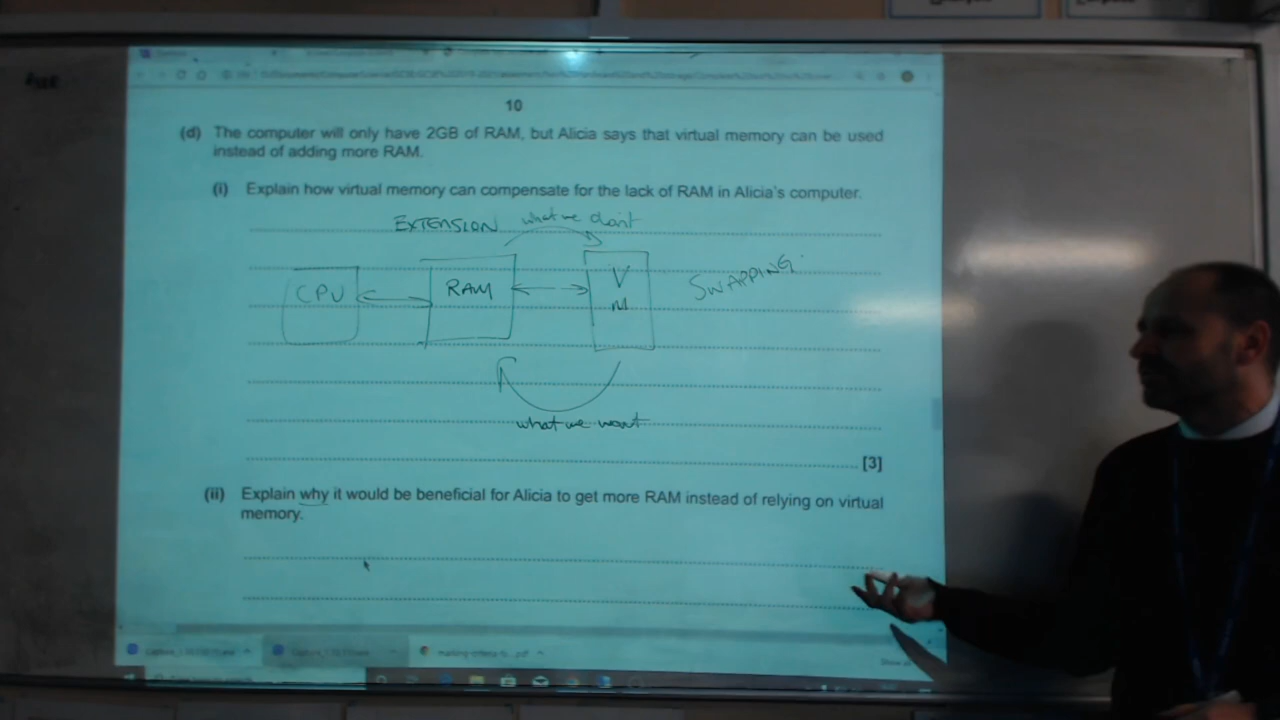 10
(d) The computer will only have 2GB of RAM, but Alicia says that virtual memory can be used
instead of adding more RAM.
(i) Explain how virtual memory can compensate for the lack of RAM in Alicia's computer.
EXTENSION what we don't
CPU RAM V M SWAPPING
what we want
[3]
(ii) Explain why it would be beneficial for Alicia to get more RAM instead of relying on virtual
memory.